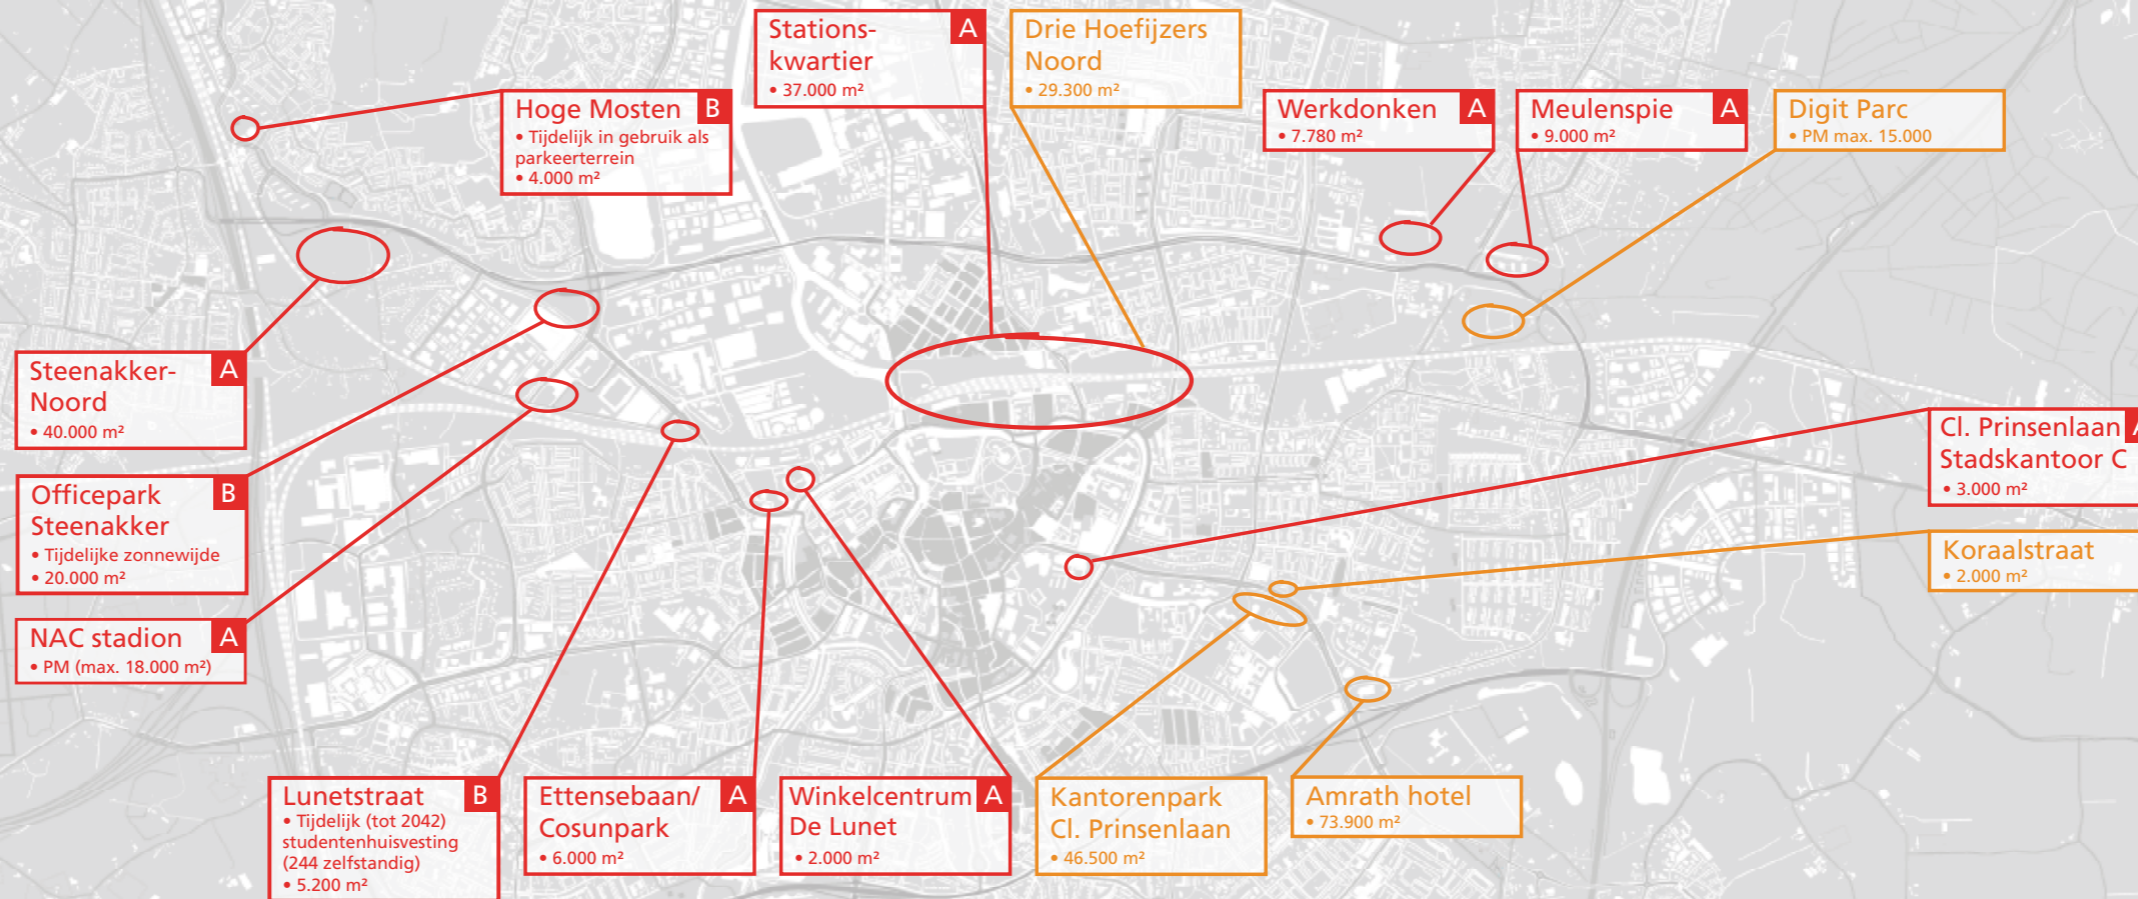 Stations-
kwartier
A
• 37.000 m²
Drie Hoefijzers
Noord
• 29.300 m²
Hoge Mosten
B
• Tijdelijk in gebruik als
parkeerterrein
• 4.000 m²
Werkdonken
A
• 7.780 m²
Meulenspie
A
• 9.000 m²
Digit Parc
• PM max. 15.000
Steenakker-
Noord
A
• 40.000 m²
Officepark
Steenakker
B
• Tijdelijke zonnewijde
• 20.000 m²
NAC stadion
A
• PM (max. 18.000 m²)
Cl. Prinsenlaan
Stadskantoor C
• 3.000 m²
Koraalstraat
• 2.000 m²
Lunetstraat
B
• Tijdelijk (tot 2042)
studentenhuisvesting
(244 zelfstandig)
• 5.200 m²
Ettensebaan/
Cosunpark
A
• 6.000 m²
Winkelcentrum
De Lunet
A
• 2.000 m²
Kantorenpark
Cl. Prinsenlaan
• 46.500 m²
Amrath hotel
• 73.900 m²